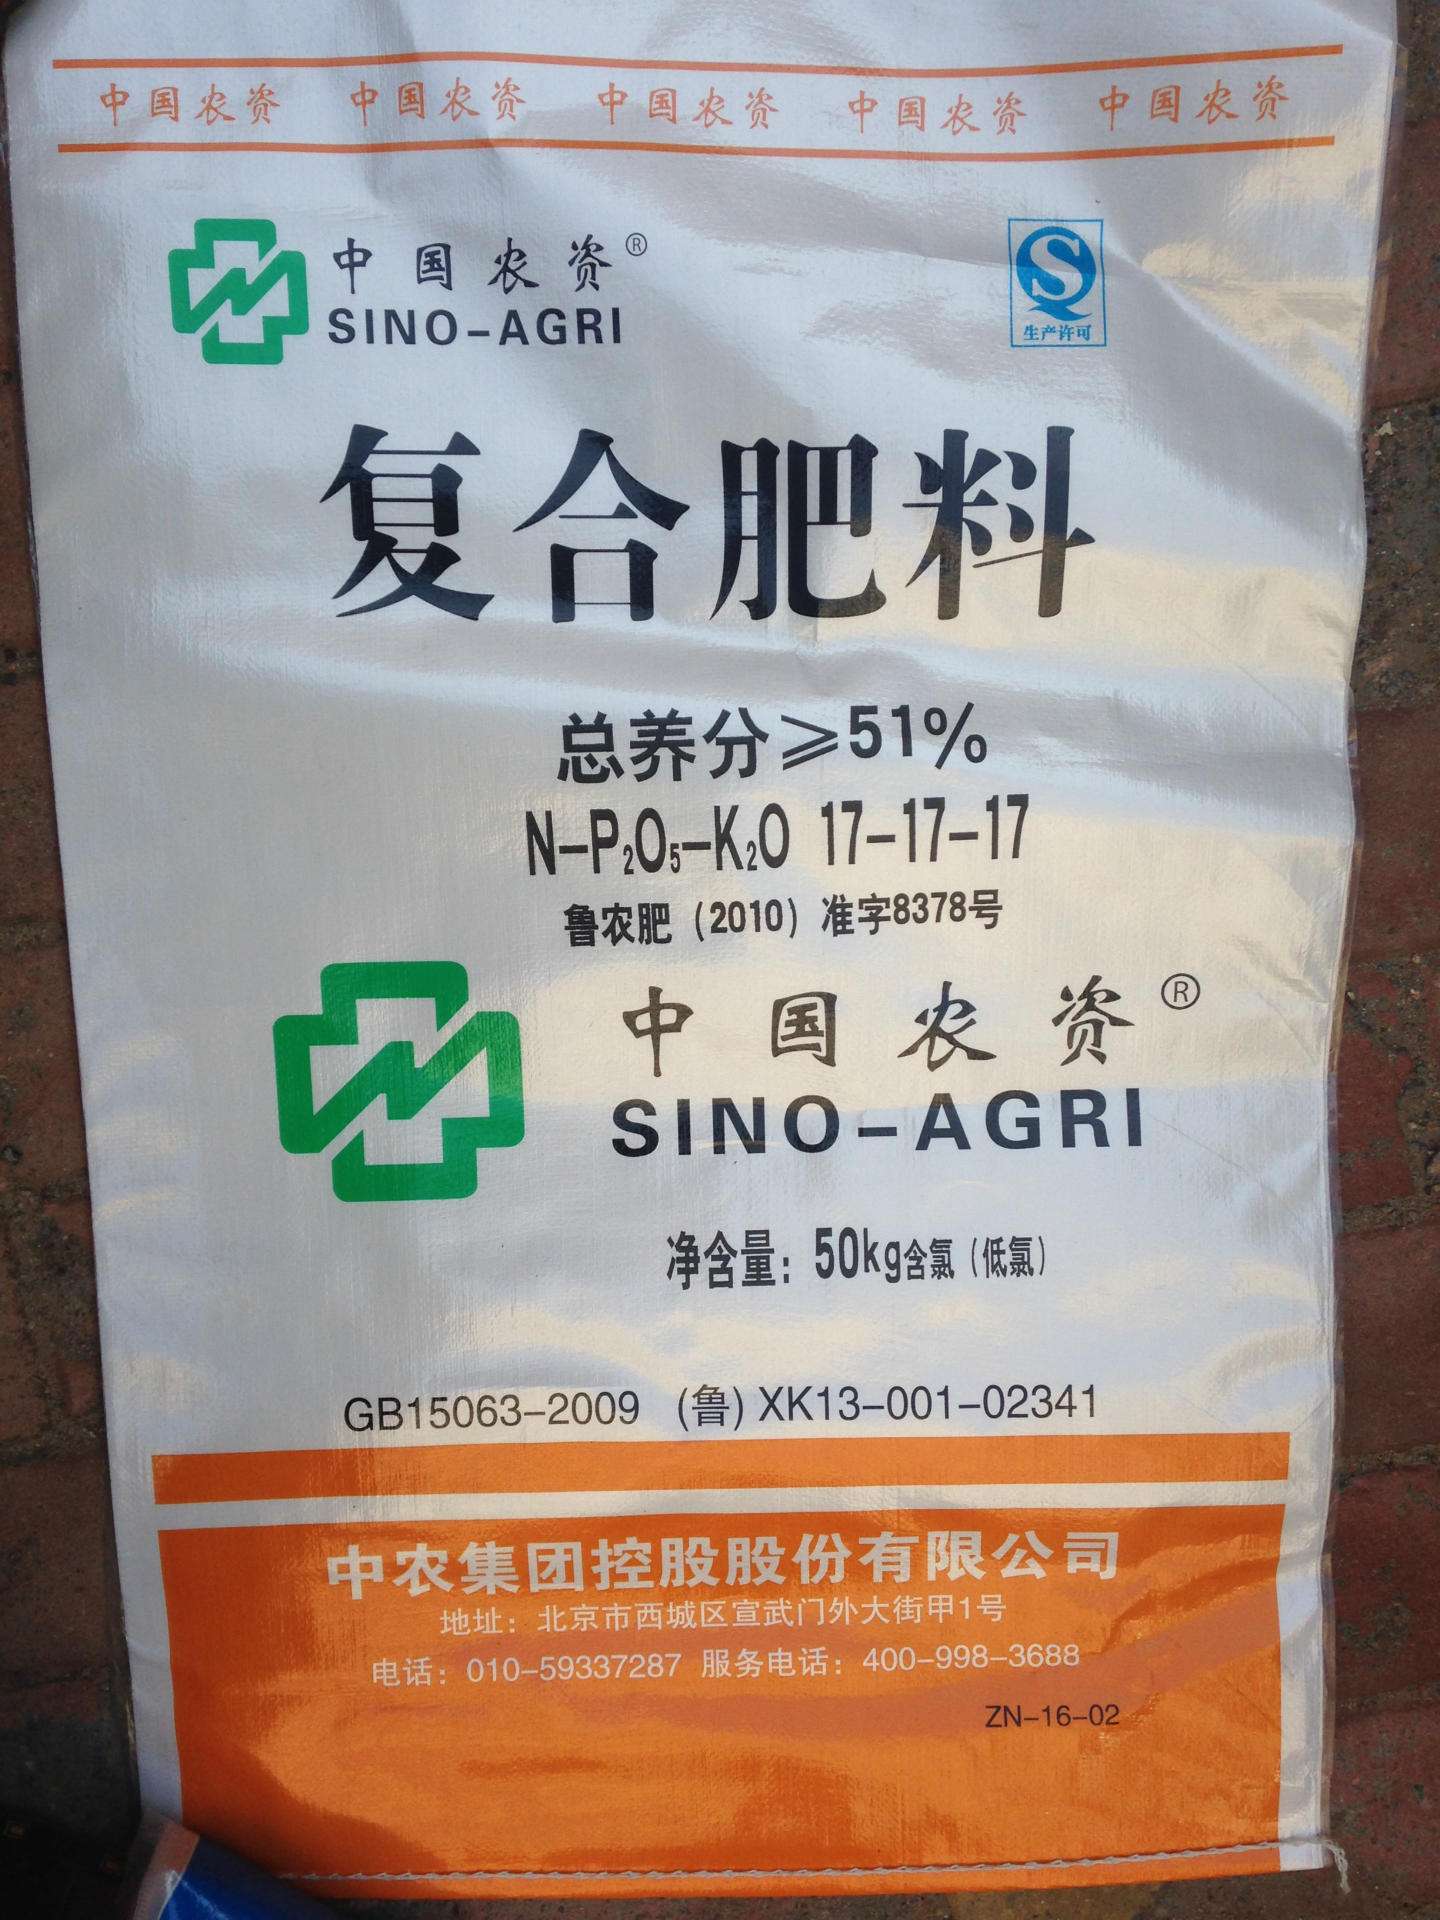 中国农资 中国农资 中国农资 中国农资 中国农资
中国农资®
SINO-AGRI
生产许可
复合肥料
总养分≥51%
N-P₂O₅-K₂O 17-17-17
鲁农肥(2010)准字8378号
中国农资®
SINO-AGRI
净含量:50kg含氯(低氯)
GB15063-2009 (鲁)XK13-001-02341
中农集团控股股份有限公司
地址:北京市西城区宣武门外大街甲1号
电话:010-59337287 服务电话:400-998-3688
ZN-16-02